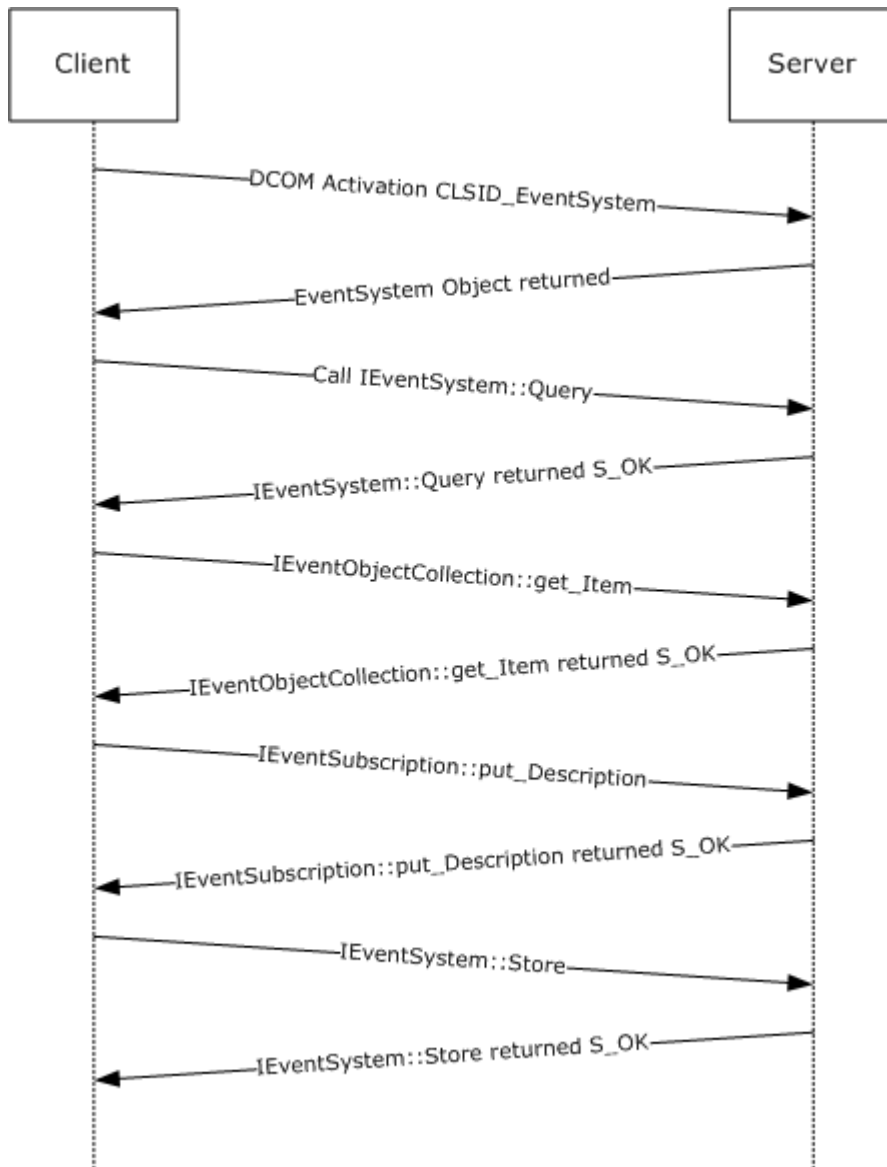 Client
Server
DCOM Activation CLSID_EventSystem
EventSystem Object returned
Call IEventSystem::Query
IEventSystem::Query returned S_OK
IEventObjectCollection::get_Item
IEventObjectCollection::get_Item returned S_OK
IEventSubscription::put_Description
IEventSubscription::put_Description returned S_OK
IEventSystem::Store
IEventSystem::Store returned S_OK